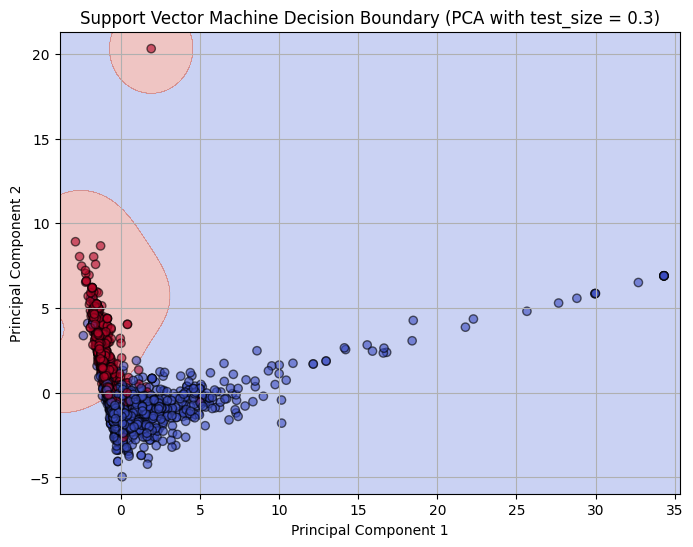 Support Vector Machine Decision Boundary (PCA with test_size = 0.3)
20
15
10
5
0
−5
Principal Component 2
0 5 10 15 20 25 30 35
Principal Component 1